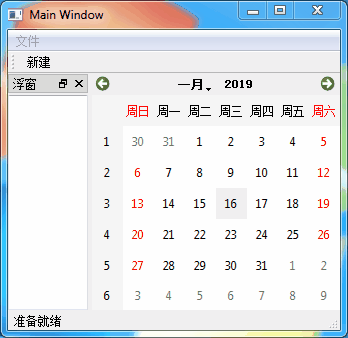 Main Window
文件
新建
浮窗
一月 2019
周日 周一 周二 周三 周四 周五 周六
1 30 31 1 2 3 4 5
2 6 7 8 9 10 11 12
3 13 14 15 16 17 18 19
4 20 21 22 23 24 25 26
5 27 28 29 30 31 1 2
6 3 4 5 6 7 8 9
准备就绪